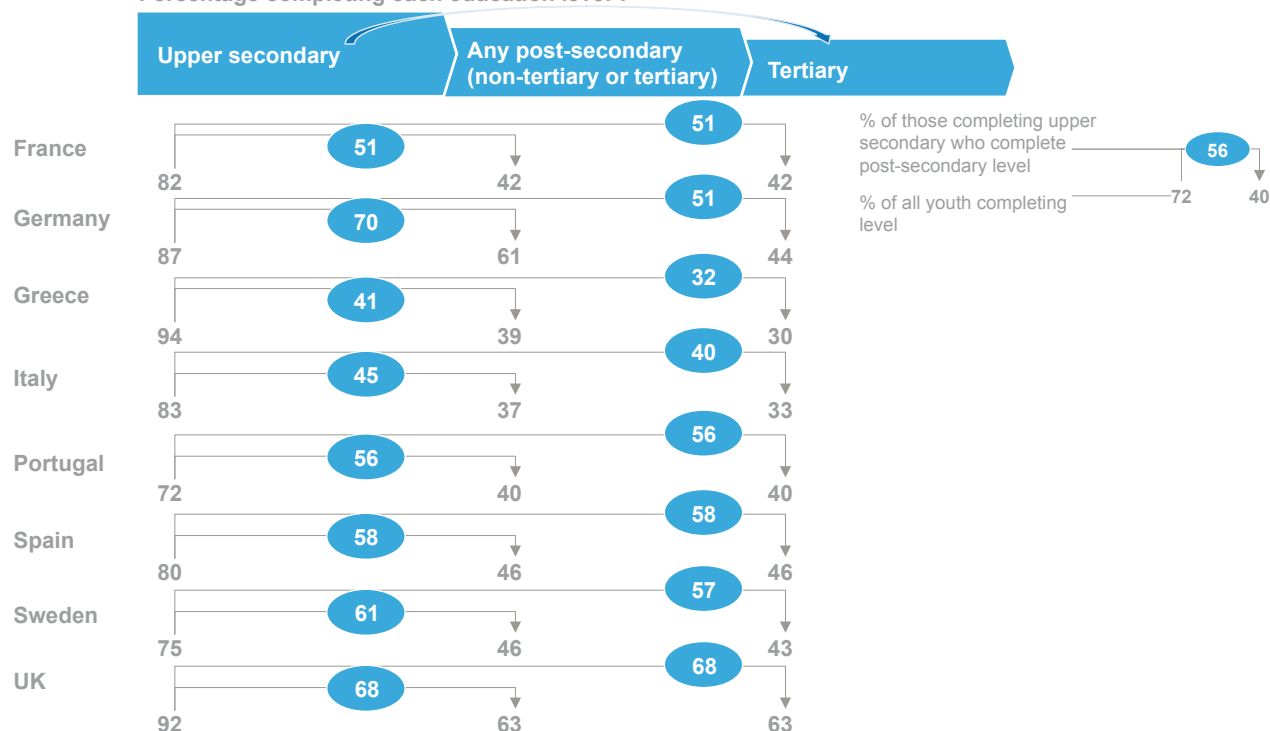 Upper secondary
Any post-secondary
(non-tertiary or tertiary)
Tertiary
% of those completing upper
secondary who complete
post-secondary level
56
72
40
% of all youth completing
level
France
51
51
82
42
42
Germany
70
51
87
61
44
Greece
41
32
94
39
30
Italy
45
40
83
37
33
Portugal
56
56
72
40
40
Spain
58
58
80
46
46
Sweden
61
57
75
46
43
UK
68
68
92
63
63